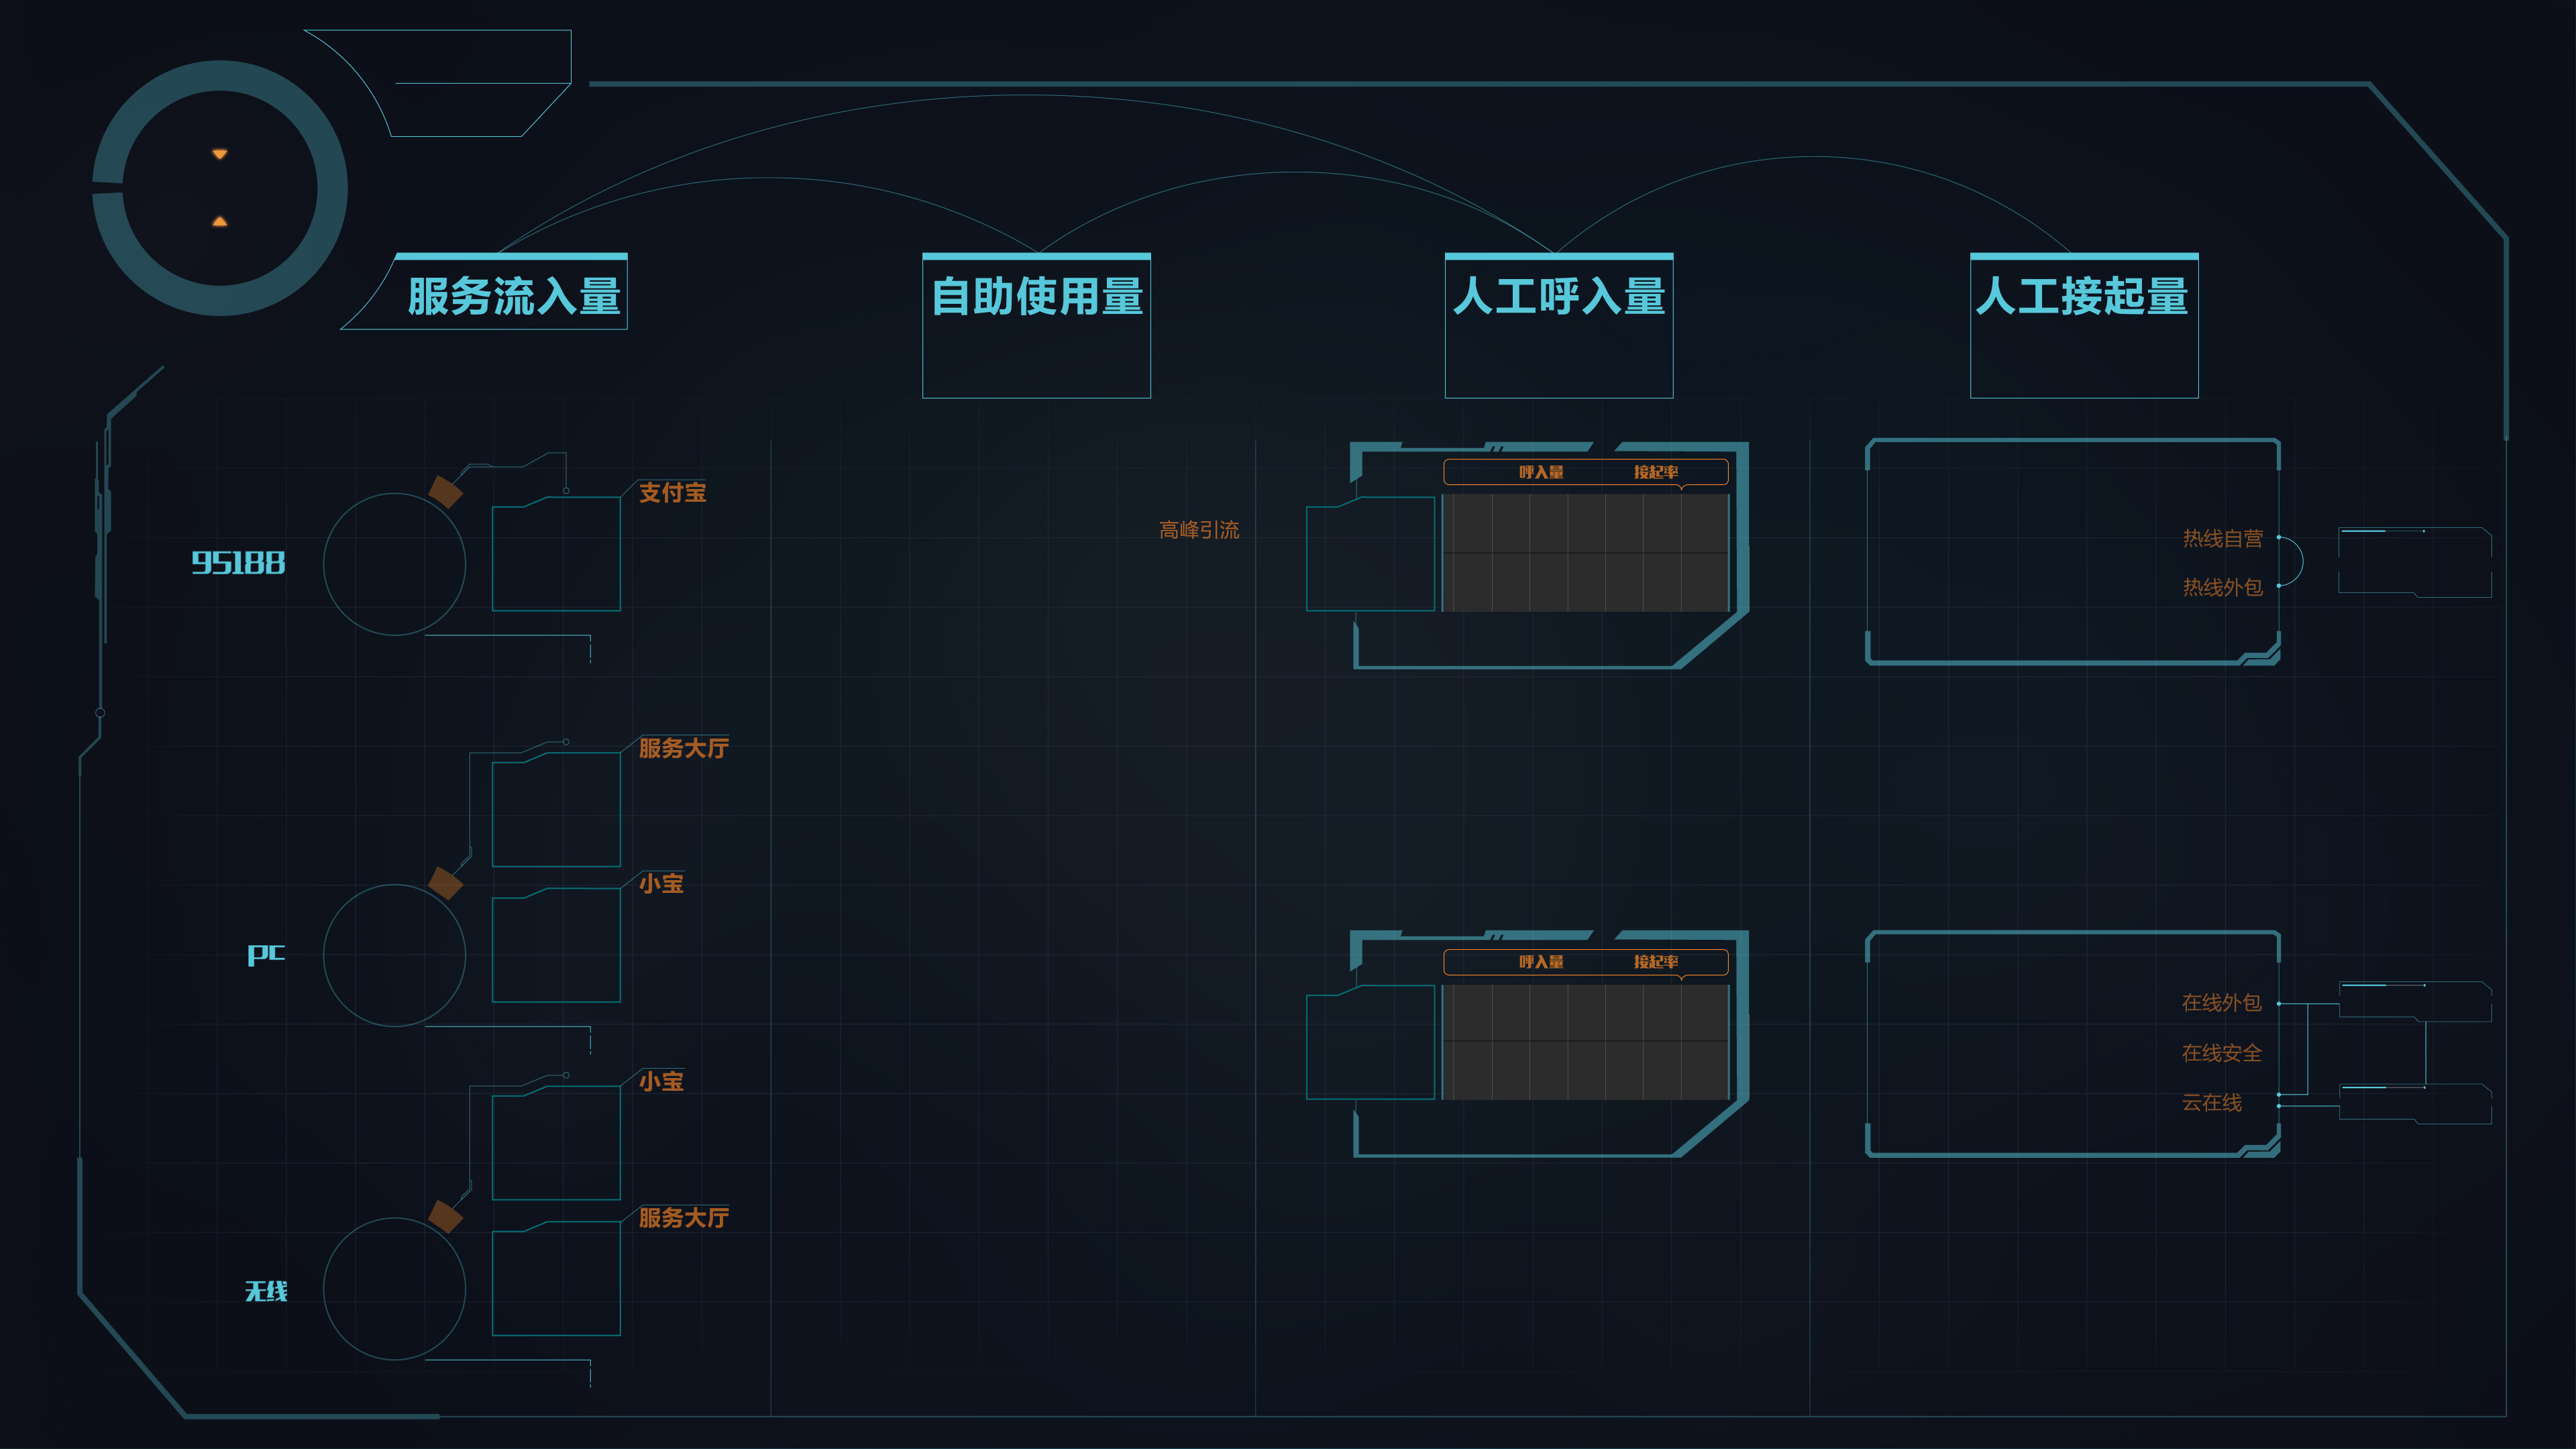 服务流入量
自助使用量
人工呼入量
人工接起量
95188
支付宝
高峰引流
呼入量 接起率
热线自营
热线外包
PC
服务大厅
小宝
呼入量 接起率
在线外包
在线安全
云在线
无线
小宝
服务大厅